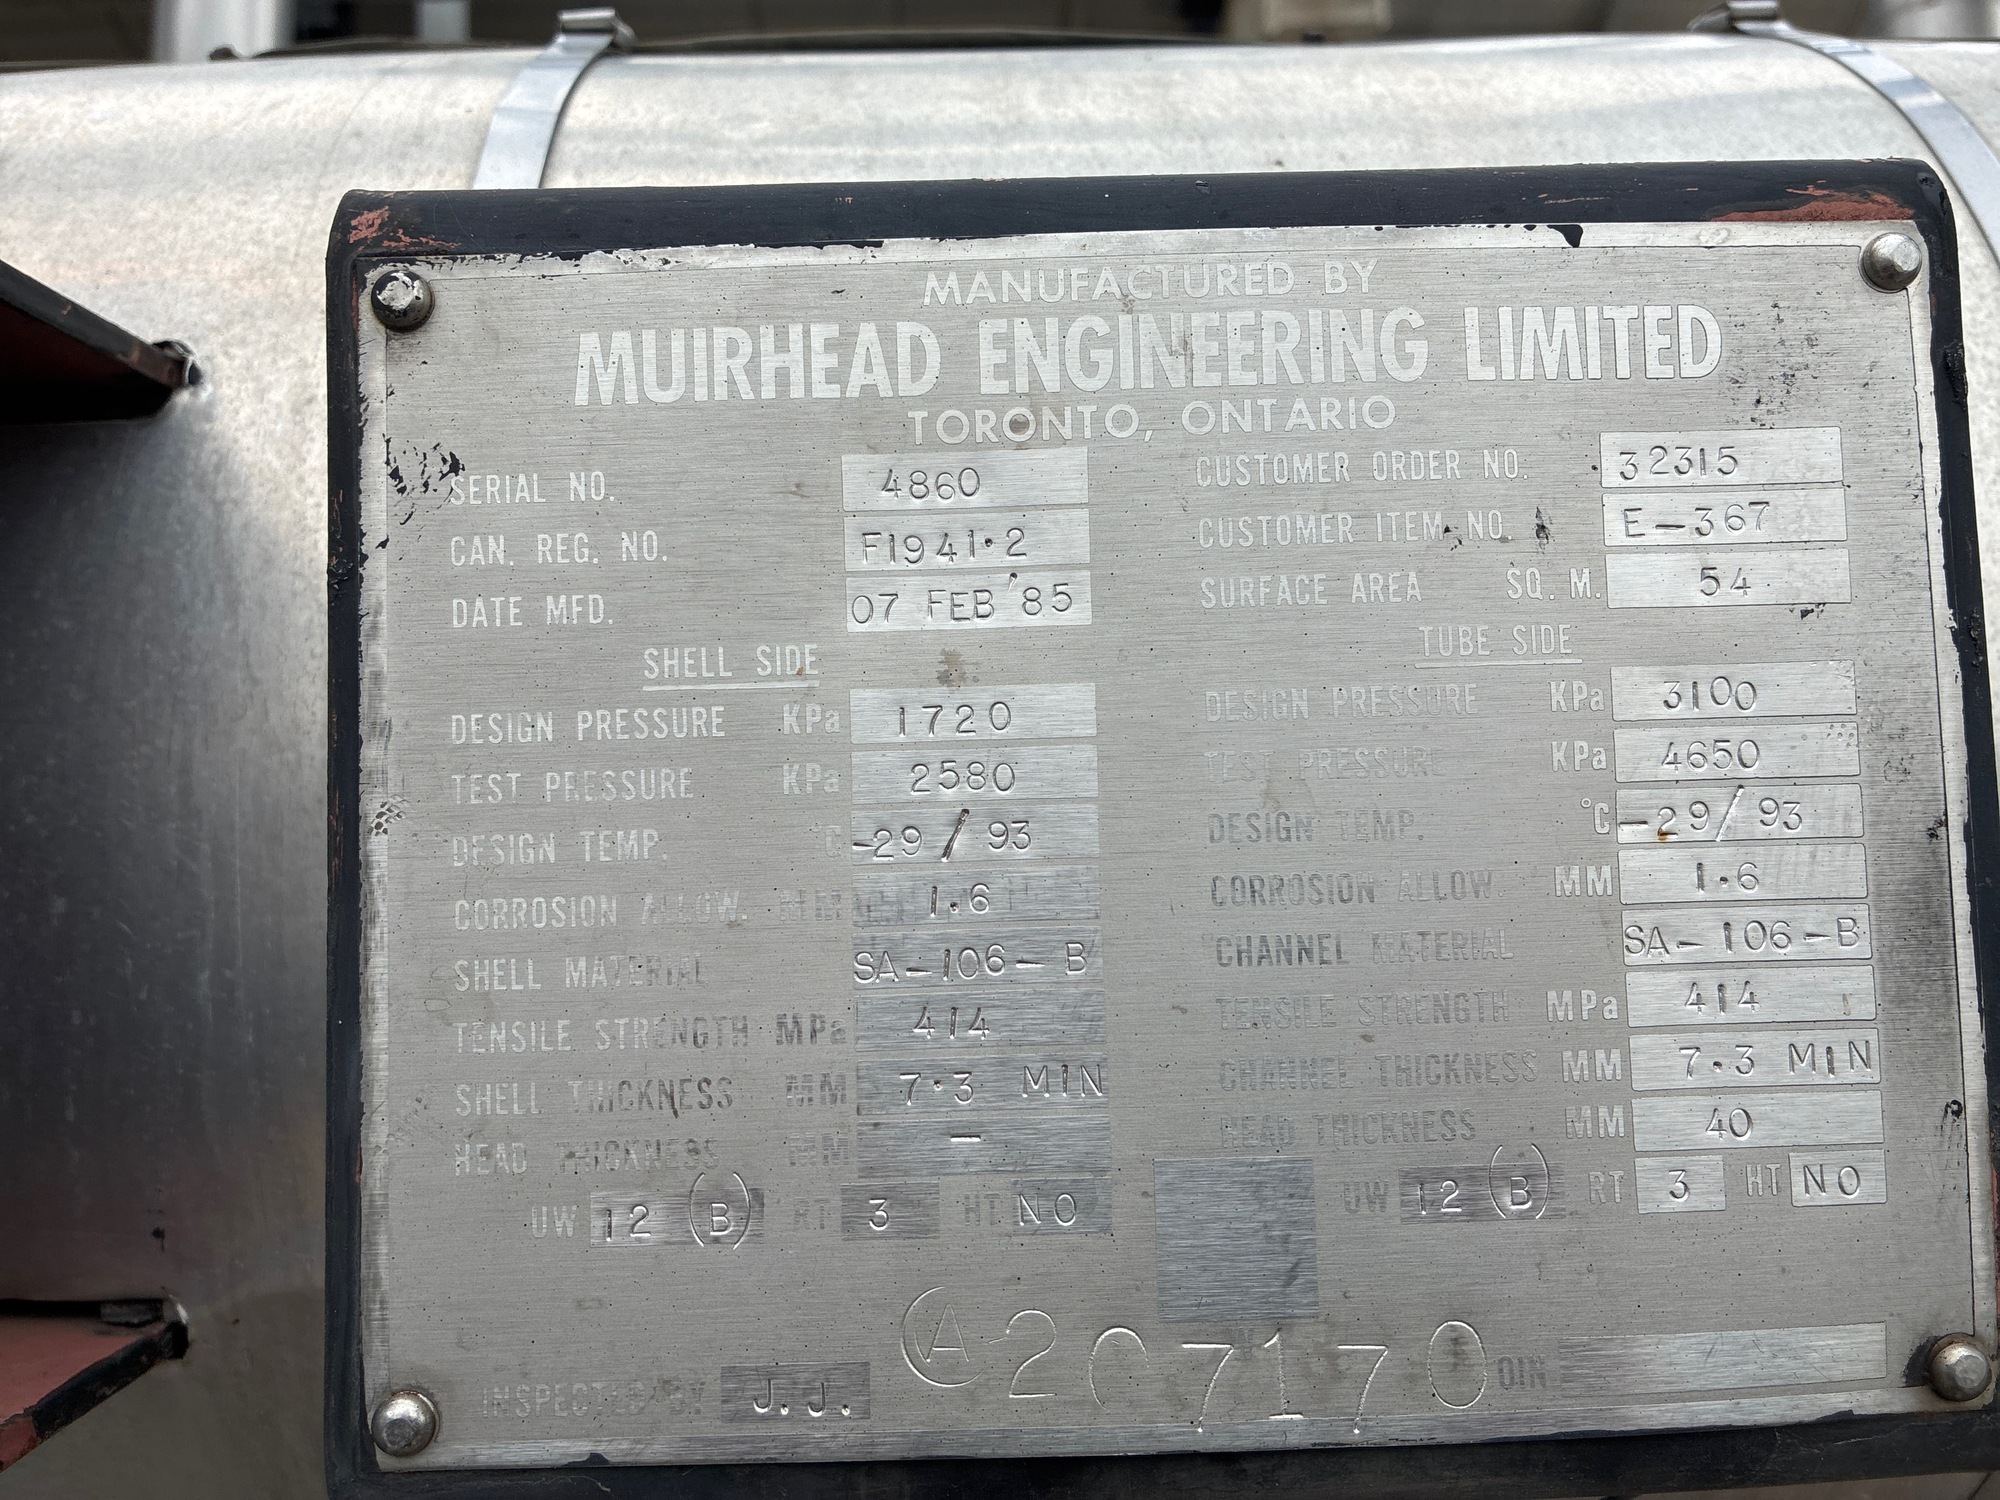 MANUFACTURED BY
MUIRHEAD ENGINEERING LIMITED
TORONTO, ONTARIO
SERIAL NO. 4860 CUSTOMER ORDER NO. 32315
CAN. REG. NO. F1941·2 CUSTOMER ITEM NO. E-367
DATE MFD. 07 FEB '85 SURFACE AREA SQ. M. 54
SHELL SIDE TUBE SIDE
DESIGN PRESSURE KPa 1720 DESIGN PRESSURE KPa 3100
TEST PRESSURE KPa 2580 TEST PRESSURE KPa 4650
DESIGN TEMP. °C -29/93 DESIGN TEMP. °C -29/93
CORROSION ALLOW. MM 1.6 CORROSION ALLOW. MM 1.6
SHELL MATERIAL SA-106-B CHANNEL MATERIAL SA-106-B
TENSILE STRENGTH MPa 414 TENSILE STRENGTH MPa 414
SHELL THICKNESS MM 7·3 MIN CHANNEL THICKNESS MM 7.3 MIN
HEAD THICKNESS MM - HEAD THICKNESS MM 40
UW 12 (B) RT 3 HT NO UW 12 (B) RT 3 HT NO
INSPECTED BY J.J. A 207170 OIN